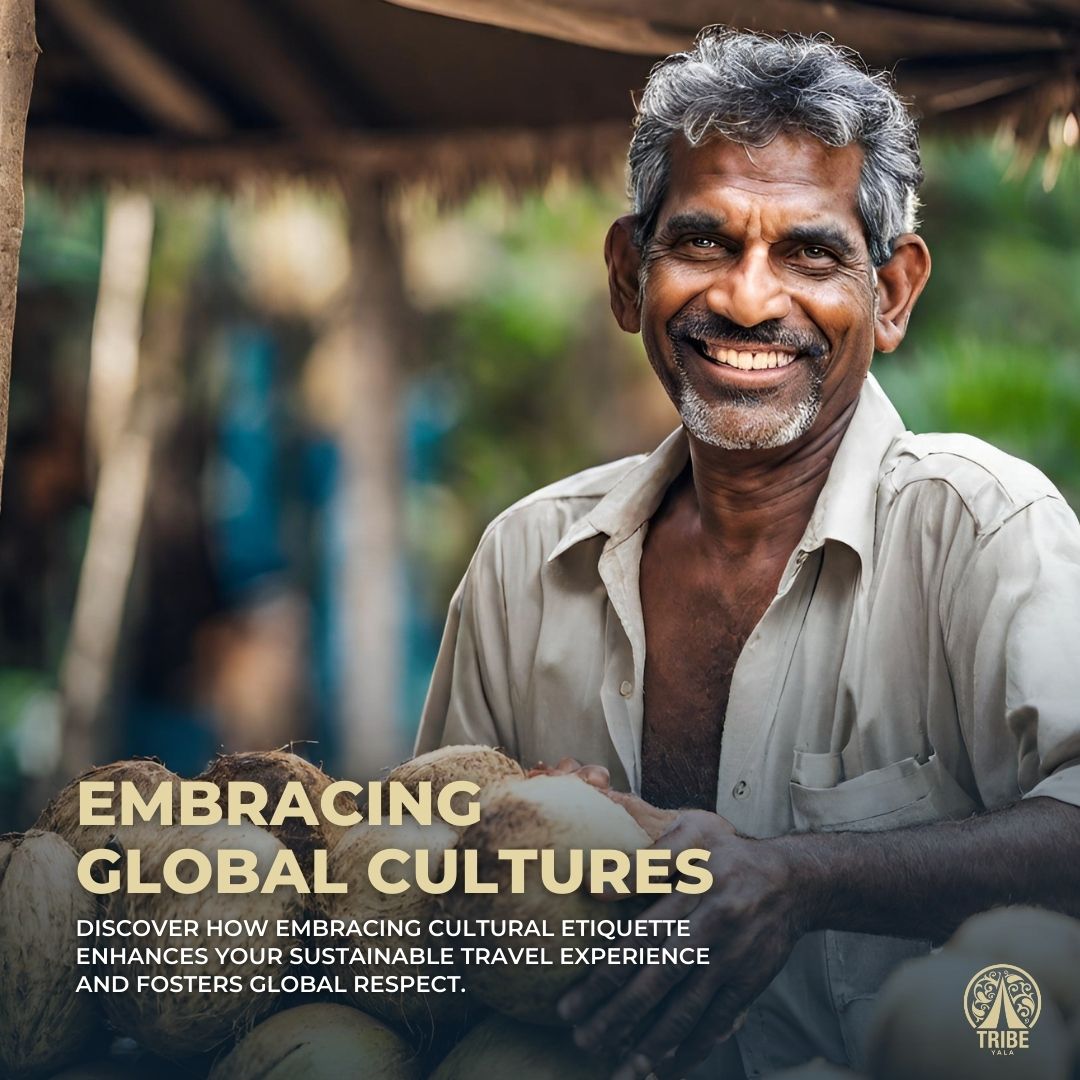 EMBRACING
GLOBAL CULTURES
DISCOVER HOW EMBRACING CULTURAL ETIQUETTE
ENHANCES YOUR SUSTAINABLE TRAVEL EXPERIENCE
AND FOSTERS GLOBAL RESPECT.
TRIBE
YALA